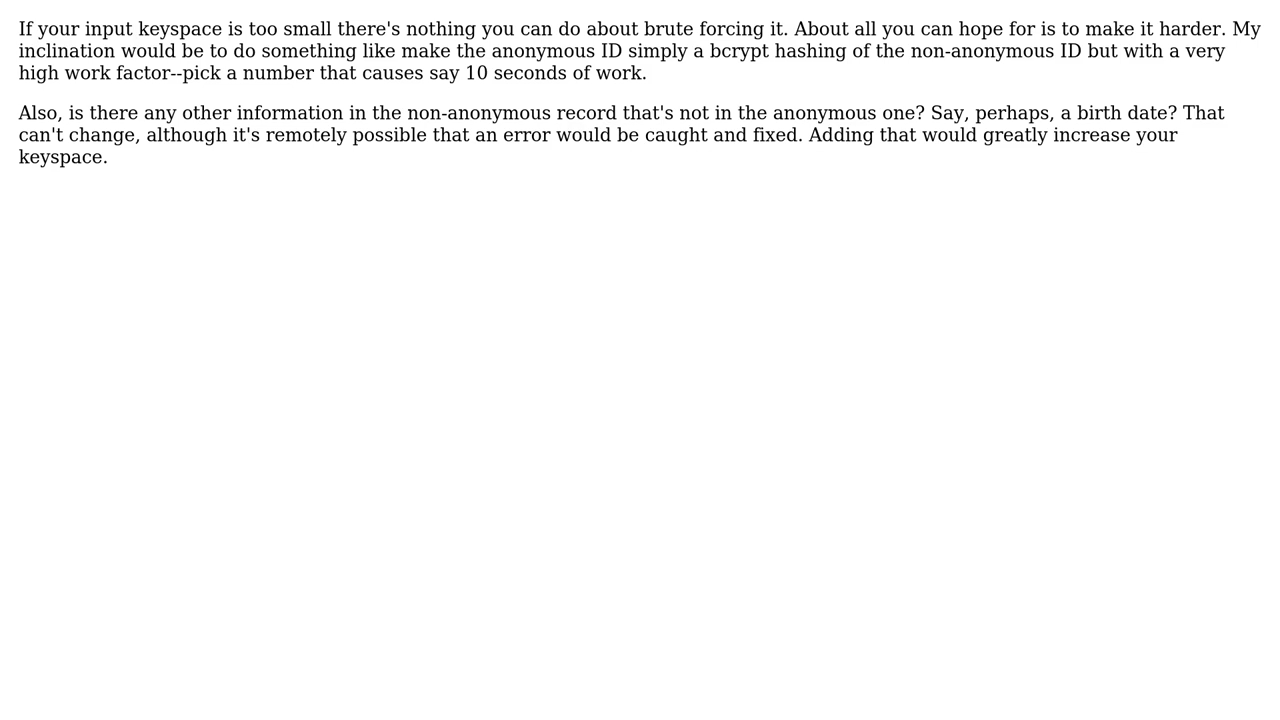 If your input keyspace is too small there's nothing you can do about brute forcing it. About all you can hope for is to make it harder. My
inclination would be to do something like make the anonymous ID simply a bcrypt hashing of the non-anonymous ID but with a very
high work factor--pick a number that causes say 10 seconds of work.
Also, is there any other information in the non-anonymous record that's not in the anonymous one? Say, perhaps, a birth date? That
can't change, although it's remotely possible that an error would be caught and fixed. Adding that would greatly increase your
keyspace.